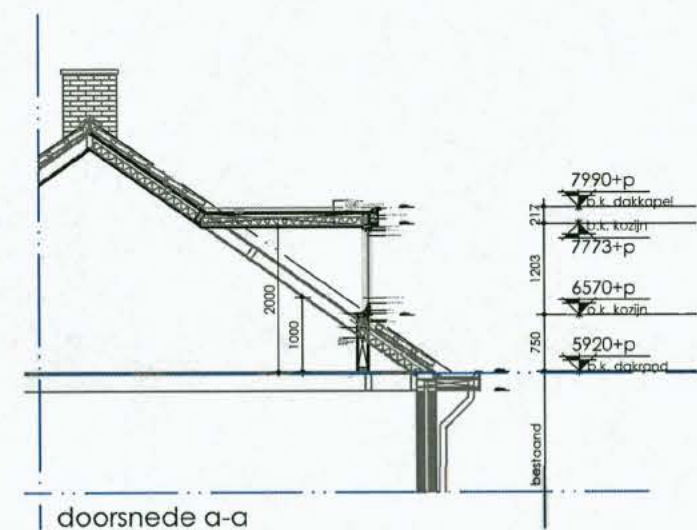 7990+p
b.k. dakkapel
217
b.k. kozijn
7773+p
1203
2000
1000
6570+p
o.k. kozijn
750
5920+p
b.k. dakrand
bestaand
doorsnede a-a